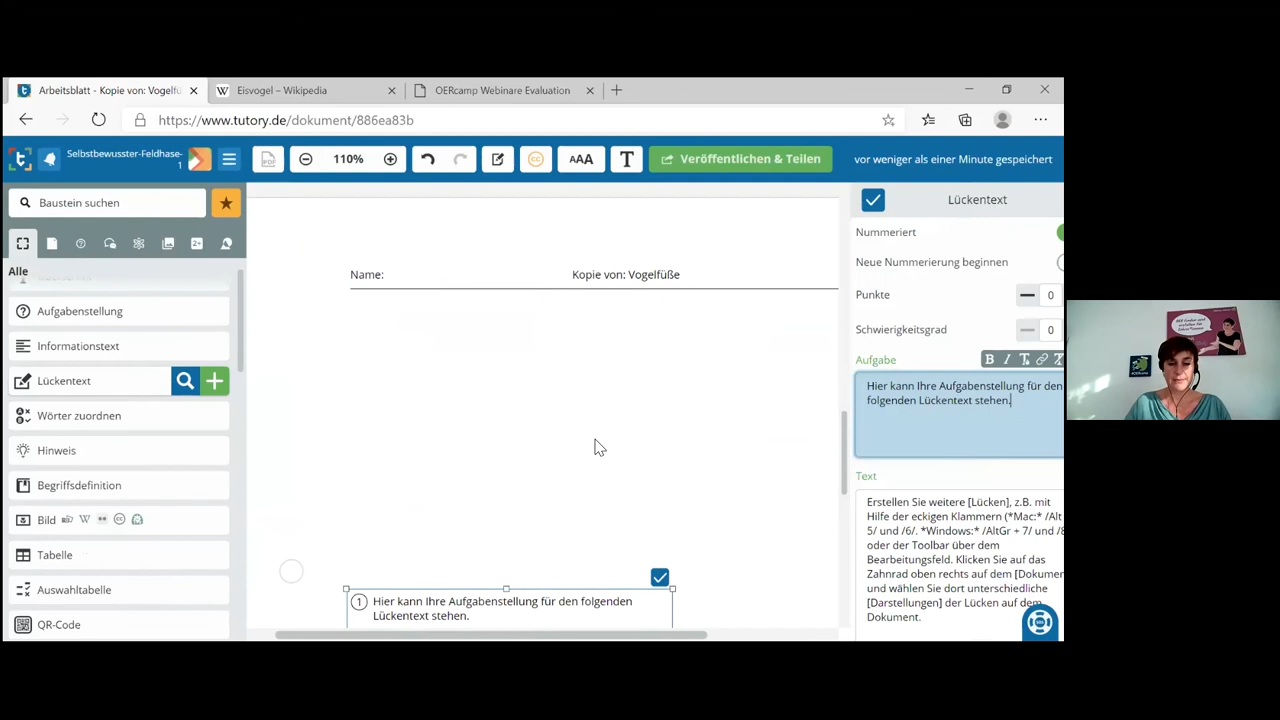 Arbeitsblatt - Kopie von: Vogelfü
Eisvogel – Wikipedia
OERcamp Webinare Evaluation
https://www.tutory.de/dokument/886ea83b
Selbstbewusster-Feldhase-
1
PDF
110%
cc
AAA
T
Veröffentlichen & Teilen
vor weniger als einer Minute gespeichert
Baustein suchen
Alle
Aufgabenstellung
Informationstext
Lückentext
Wörter zuordnen
Hinweis
Begriffsdefinition
Bild
Tabelle
Auswahltabelle
QR-Code
Name:
Kopie von: Vogelfüße
1 Hier kann Ihre Aufgabenstellung für den folgenden
Lückentext stehen.
Lückentext
Nummeriert
Neue Nummerierung beginnen
Punkte
0
Schwierigkeitsgrad
0
Aufgabe
B I
Hier kann Ihre Aufgabenstellung für den
folgenden Lückentext stehen.
Text
Erstellen Sie weitere [Lücken], z.B. mit
Hilfe der eckigen Klammern (*Mac:* /Alt
5/ und /6/. *Windows:* /AltGr + 7/ und /8
oder der Toolbar über dem
Bearbeitungsfeld. Klicken Sie auf das
Zahnrad oben rechts auf dem [Dokumen
und wählen Sie dort unterschiedliche
[Darstellungen] der Lücken auf dem
Dokument.